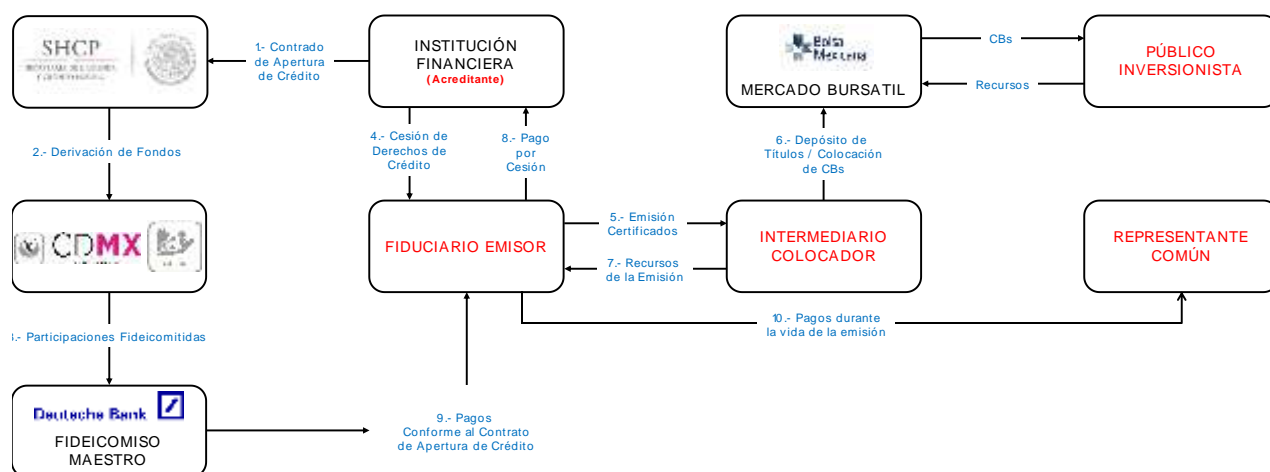 SHCP
1.- Contrado
de Apertura
de Crédito
INSTITUCIÓN
FINANCIERA
(Acreditante)
Bolsa
Mexicana
MERCADO BURSATIL
CBs
Recursos
PÚBLICO
INVERSIONISTA
2.- Derivación de Fondos
4.- Cesión de
Derechos de
Crédito
8.- Pago
por
Cesión
6.- Depósito de
Títulos / Colocación
de CBs
CDMX
FIDUCIARIO EMISOR
5.- Emisión
Certificados
7.- Recursos
de la Emisión
INTERMEDIARIO
COLOCADOR
REPRESENTANTE
COMÚN
.- Participaciones Fideicomitidas
10.- Pagos durante
la vida de la emisión
Deutsche Bank
FIDEICOMISO
MAESTRO
9.- Pagos
Conforme al Contrato
de Apertura de Crédito